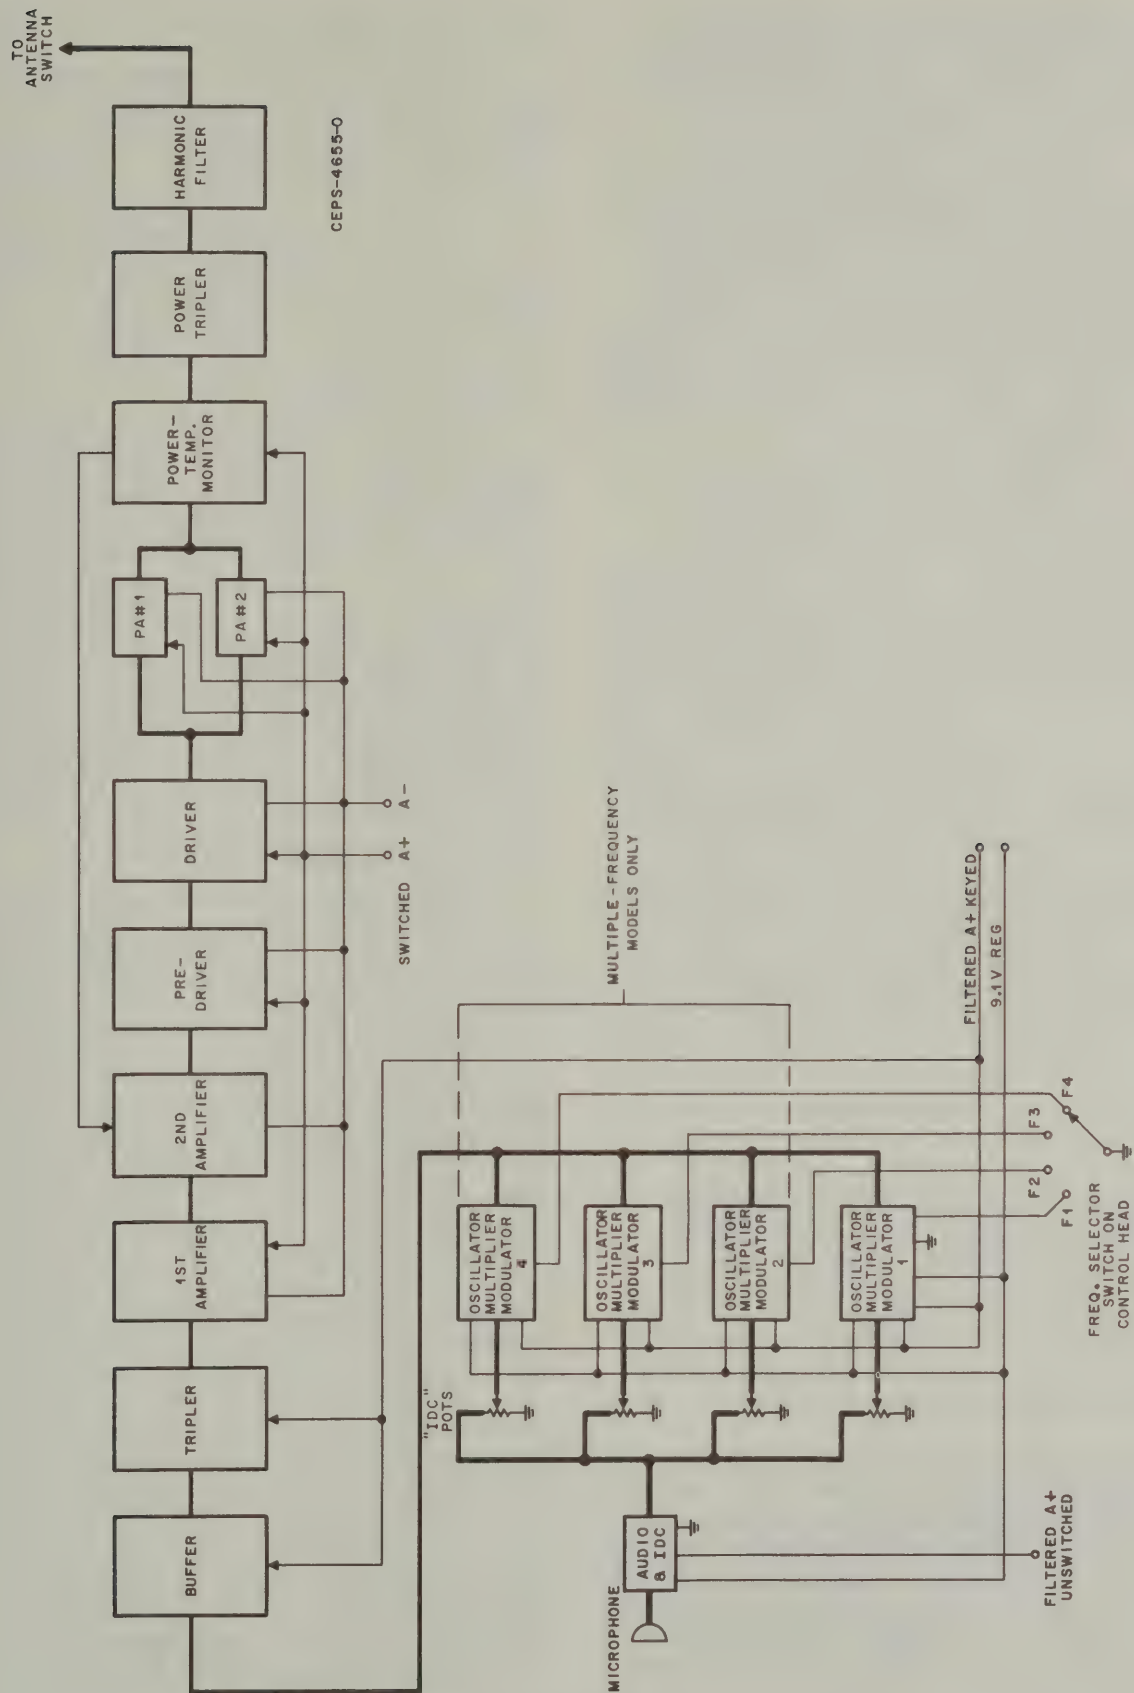 TO
ANTENNA
SWITCH
HARMONIC
FILTER
POWER
TRIPLER
POWER-
TEMP.
MONITOR
PA#1
PA#2
DRIVER
PRE-
DRIVER
2ND
AMPLIFIER
1ST
AMPLIFIER
TRIPLER
BUFFER
CEPS-4655-O
SWITCHED A+ A-
MULTIPLE-FREQUENCY
MODELS ONLY
OSCILLATOR
MULTIPLIER
MODULATOR
4
OSCILLATOR
MULTIPLIER
MODULATOR
3
OSCILLATOR
MULTIPLIER
MODULATOR
2
OSCILLATOR
MULTIPLIER
MODULATOR
1
"IDC"
POTS
MICROPHONE
AUDIO
& IDC
FILTERED A+
UNSWITCHED
FILTERED A+ KEYED
9.1V REG
F1
F2
F3
F4
FREQ. SELECTOR
SWITCH ON
CONTROL HEAD